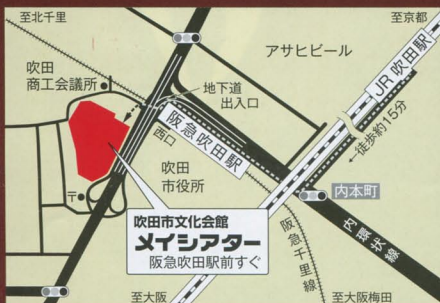 至北千里
至京都
アサヒビール
JR吹田駅
吹田
商工会議所
地下道
出入口
阪急吹田駅
西口
←徒歩約15分
吹田
市役所
〒
内本町
吹田市文化会館
メイシアター
阪急吹田駅前すぐ
内環状線
阪急千里線
至大阪
至大阪梅田